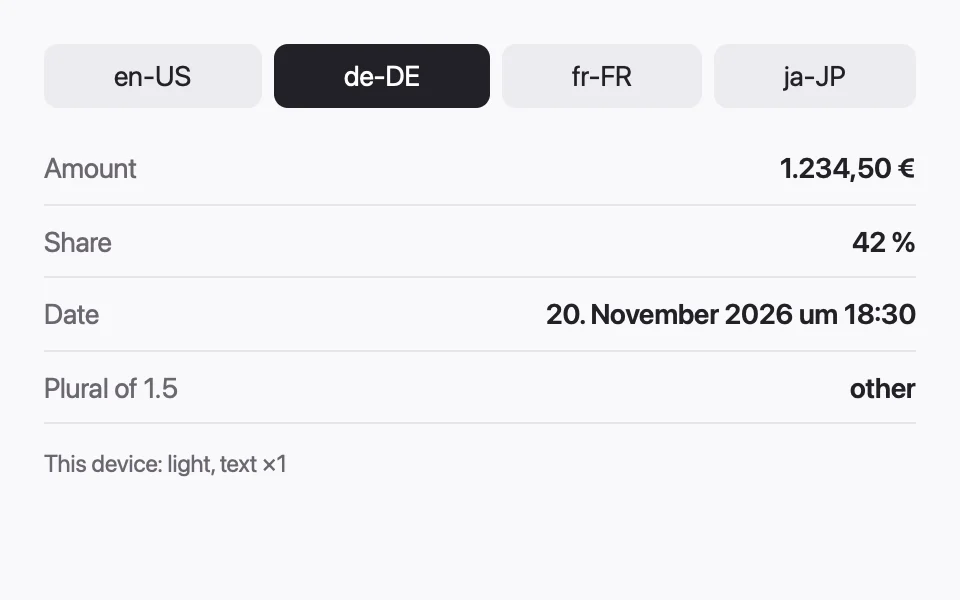 en-US de-DE fr-FR ja-JP
Amount 1.234,50 €
Share 42 %
Date 20. November 2026 um 18:30
Plural of 1.5 other
This device: light, text ×1